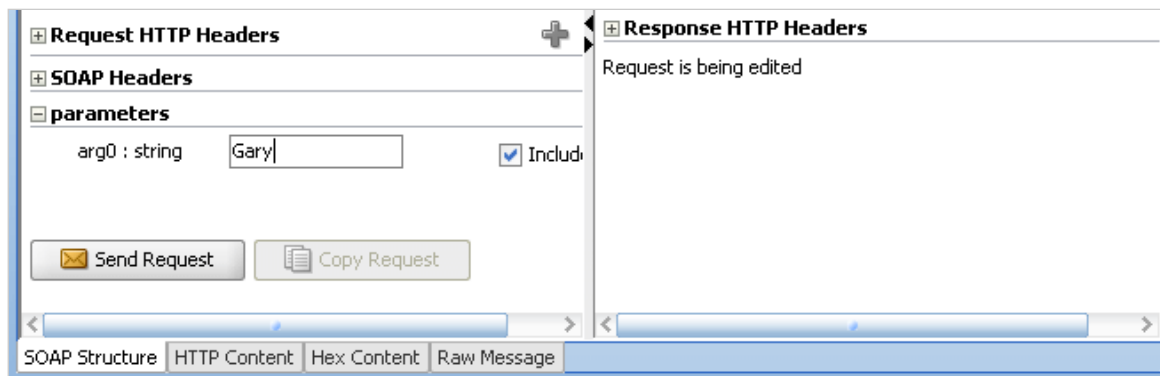 Request HTTP Headers
SOAP Headers
parameters
arg0 : string Gary Includ
Send Request Copy Request
Response HTTP Headers
Request is being edited
SOAP Structure HTTP Content Hex Content Raw Message